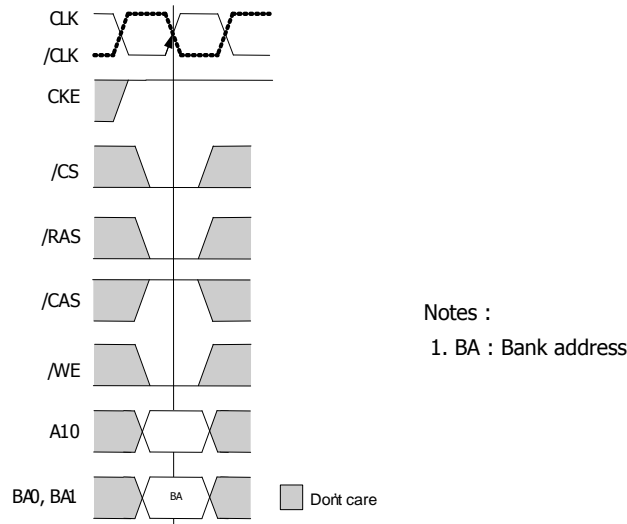 CLK
/CLK
CKE
/CS
/RAS
/CAS
/WE
A10
BA0, BA1
BA
Don't care
Notes :
1. BA : Bank address